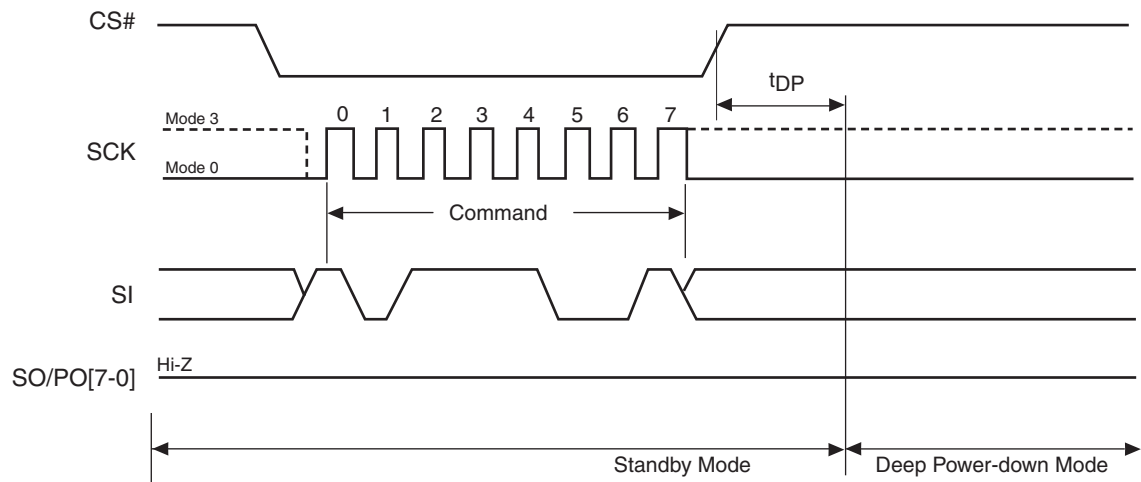 CS#
tDP
Mode 3
0 1 2 3 4 5 6 7
SCK
Mode 0
Command
SI
Hi-Z
SO/PO[7-0]
Standby Mode
Deep Power-down Mode